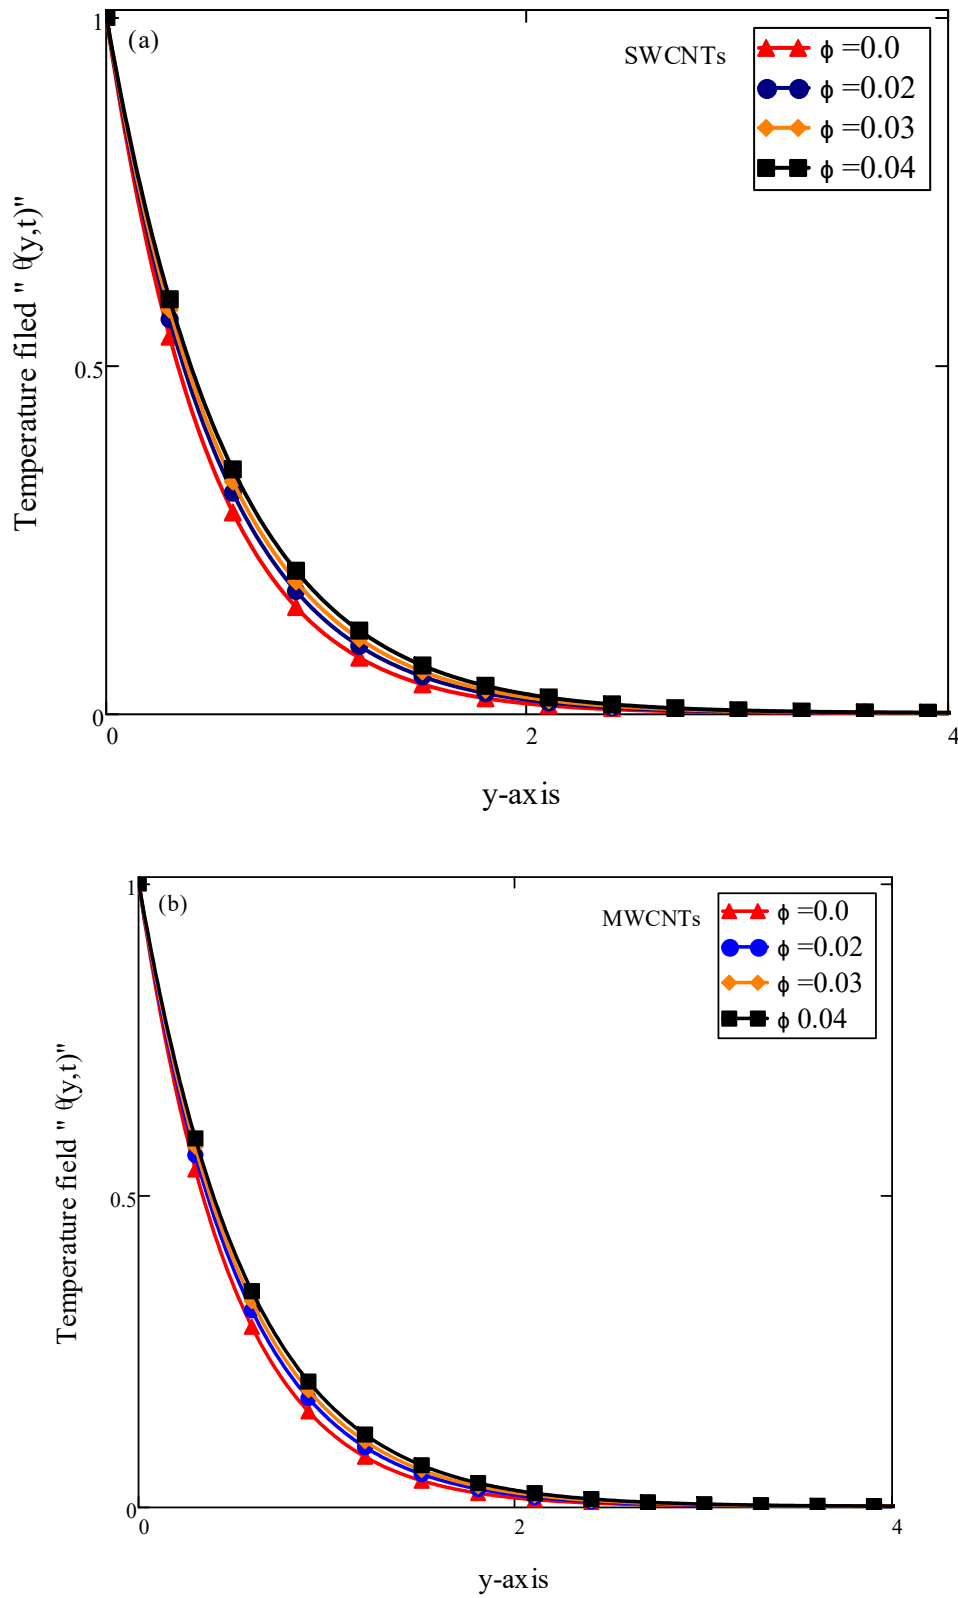 1
(a)
SWCNTs
ϕ =0.0
ϕ =0.02
ϕ =0.03
ϕ =0.04
Temperature filed " θ(y,t)"
0.5
0
0
2
4
y-axis
1
(b)
MWCNTs
ϕ =0.0
ϕ =0.02
ϕ =0.03
ϕ 0.04
Temperature field " θ(y,t)"
0.5
0
0
2
4
y-axis